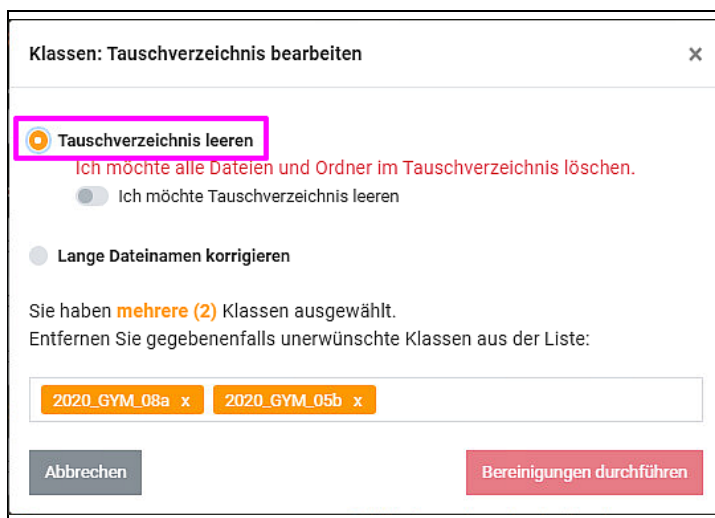 Klassen: Tauschverzeichnis bearbeiten ×
Tauschverzeichnis leeren
Ich möchte alle Dateien und Ordner im Tauschverzeichnis löschen.
Ich möchte Tauschverzeichnis leeren
Lange Dateinamen korrigieren
Sie haben mehrere (2) Klassen ausgewählt.
Entfernen Sie gegebenenfalls unerwünschte Klassen aus der Liste:
2020_GYM_08a x 2020_GYM_05b x
Abbrechen Bereinigungen durchführen